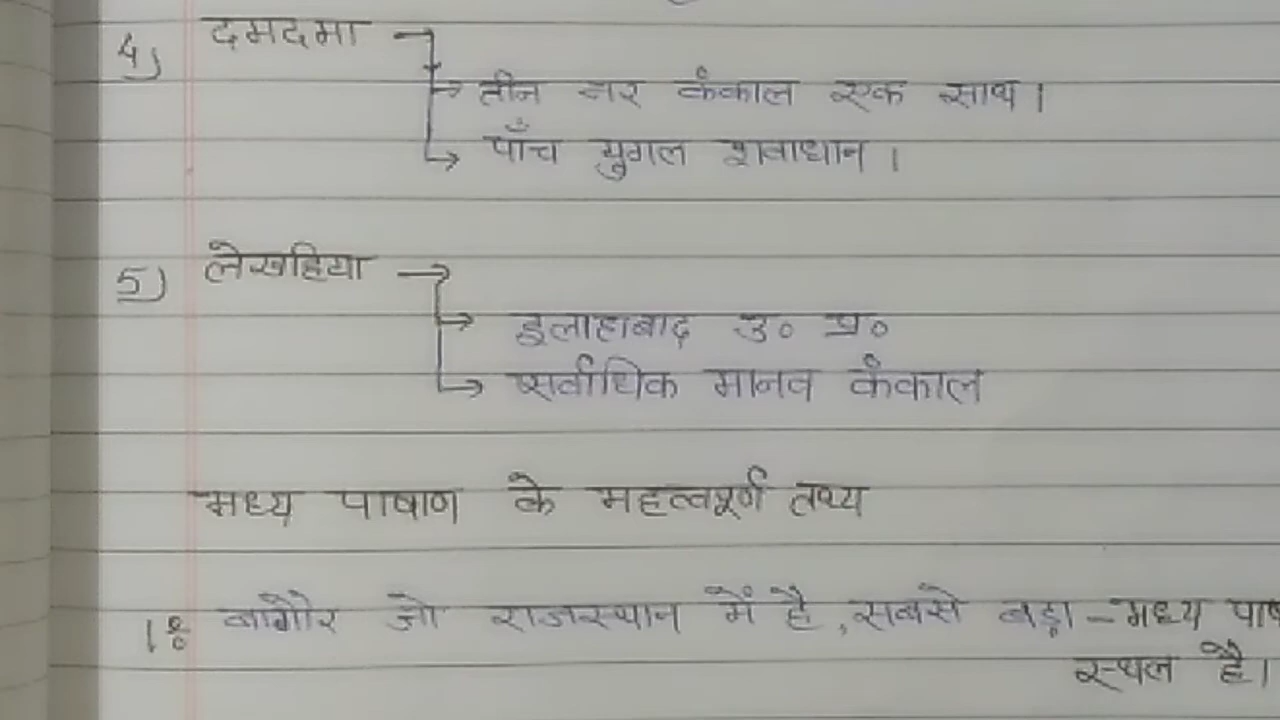 4) दमदमा →
→ तीन नर कंकाल एक साथ।
→ पाँच युगल शवाधान।
5) लेखहिया →
→ इलाहाबाद उ० प्र०
→ सर्वाधिक मानव कंकाल
मध्य पाषाण के महत्वपूर्ण तथ्य
1ः बागौर जो राजस्थान में है, सबसे बड़ा - मध्य
स्थल है।